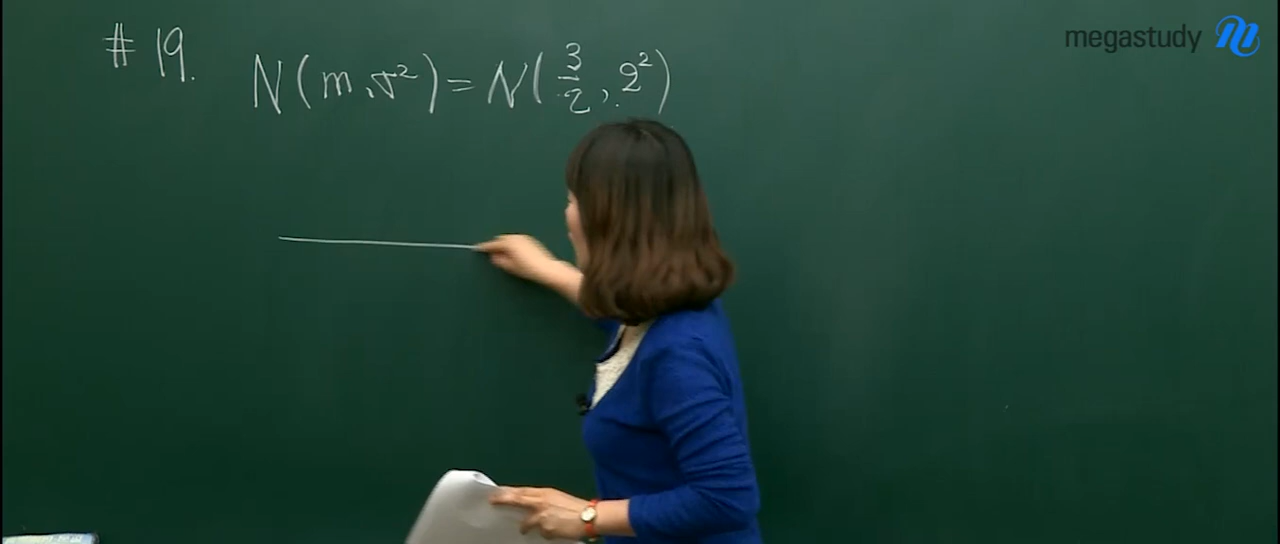 megastudy
# 19.
N(m, σ²) = N(3/2, 2²)